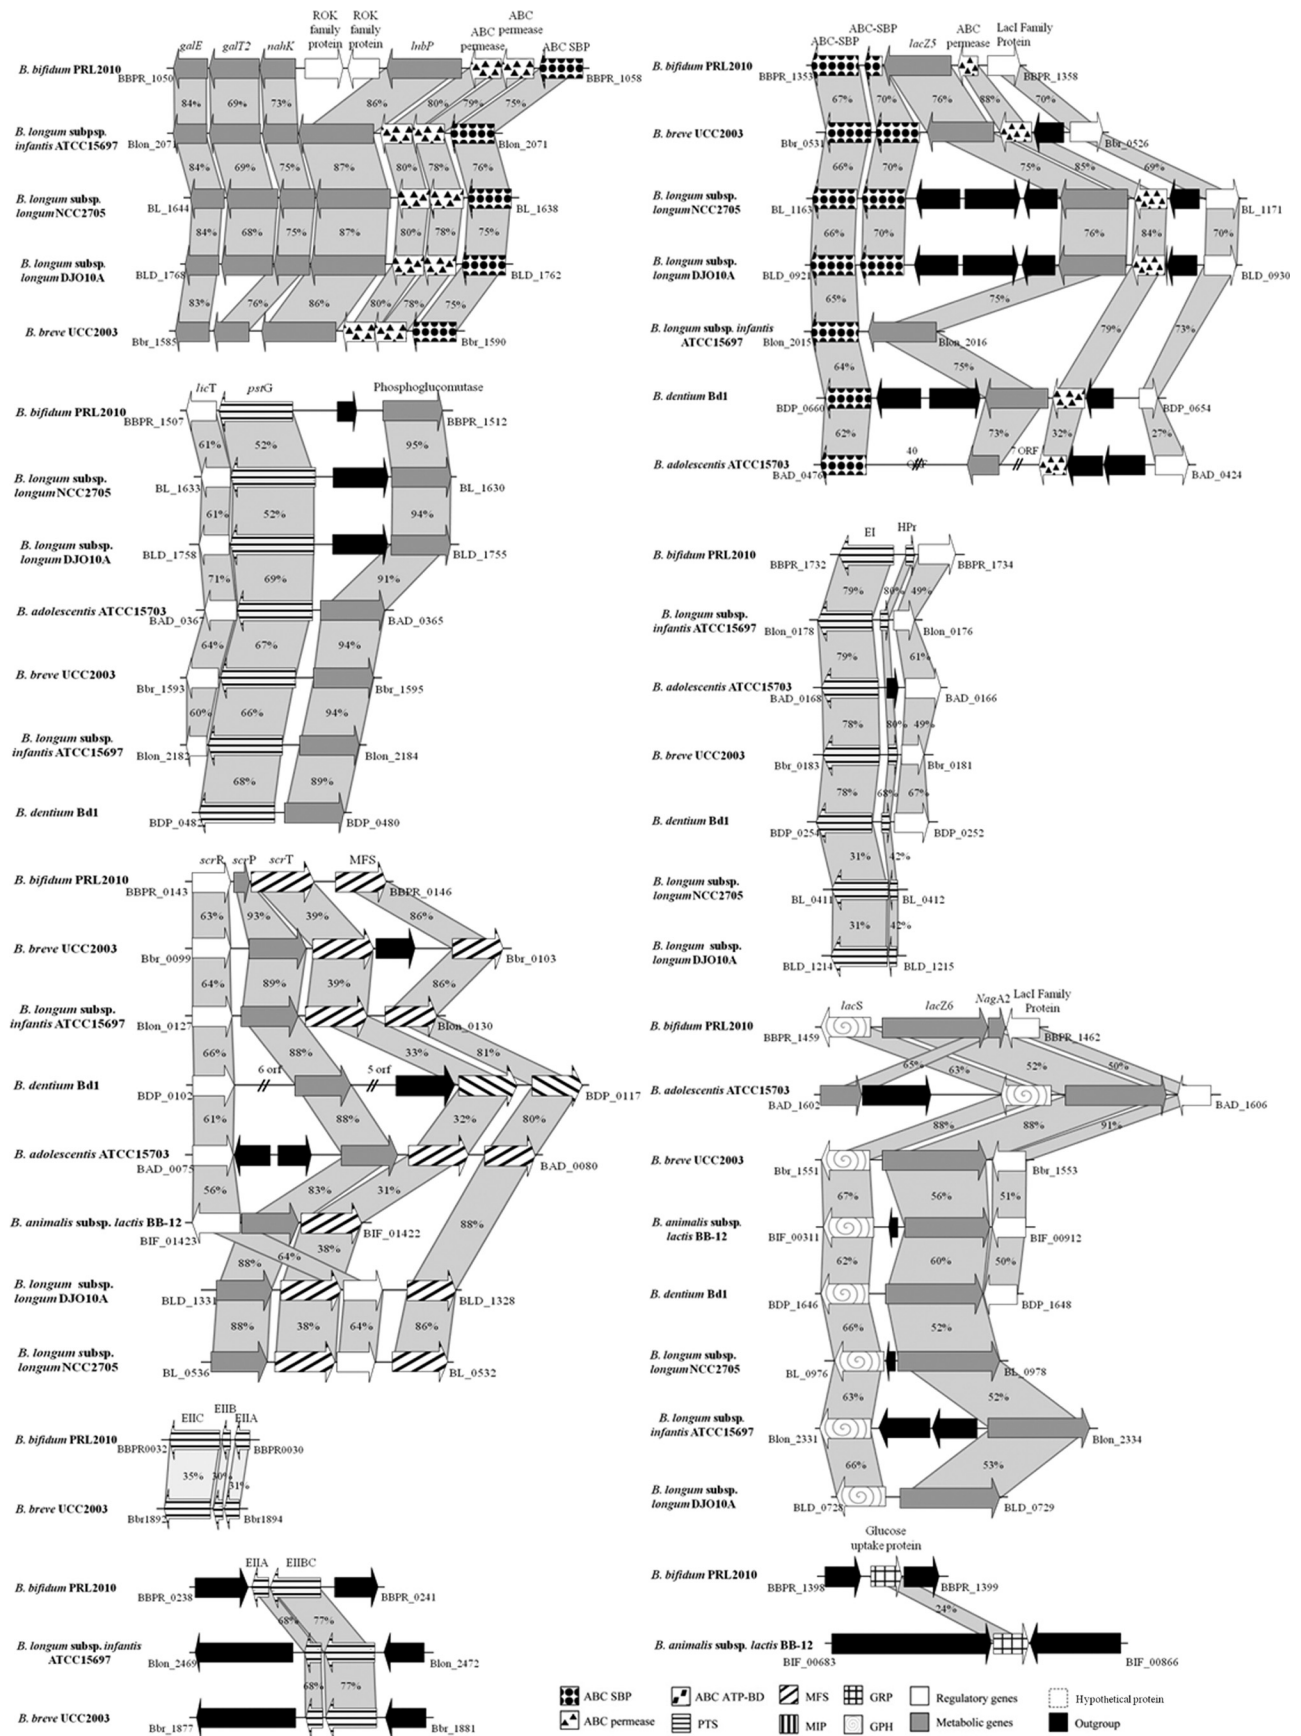 galE galT2 nahK ROK family protein ROK family protein lnbP ABC permease ABC permease ABC SBP
B. bifidum PRL2010 BBPR_1050 BBPR_1058
84% 69% 73% 86% 80% 79% 75%
B. longum subpsp. infantis ATCC15697 Blon_2071 Blon_2071
84% 69% 75% 87% 80% 78% 76%
B. longum subsp. longum NCC2705 BL_1644 BL_1638
84% 68% 75% 87% 80% 78% 75%
B. longum subsp. longum DJO10A BLD_1768 BLD_1762
83% 76% 86% 80% 78% 75%
B. breve UCC2003 Bbr_1585 Bbr_1590
licT pstG Phosphoglucomutase
B. bifidum PRL2010 BBPR_1507 BBPR_1512
61% 52% 95%
B. longum subsp. longum NCC2705 BL_1633 BL_1630
61% 52% 94%
B. longum subsp. longum DJO10A BLD_1758 BLD_1755
71% 69% 91%
B. adolescentis ATCC15703 BAD_0367 BAD_0365
64% 67% 94%
B. breve UCC2003 Bbr_1593 Bbr_1595
60% 66% 94%
B. longum subsp. infantis ATCC15697 Blon_2182 Blon_2184
68% 89%
B. dentium Bd1 BDP_0482 BDP_0480
scrR scrP scrT MFS
B. bifidum PRL2010 BBPR_0143 BBPR_0146
63% 93% 39% 86%
B. breve UCC2003 Bbr_0099 Bbr_0103
64% 89% 39% 86%
B. longum subsp. infantis ATCC15697 Blon_0127 Blon_0130
66% 88% 33% 81%
B. dentium Bd1 BDP_0102 6 orf 5 orf BDP_0117
61% 88% 32% 80%
B. adolescentis ATCC15703 BAD_0075 BAD_0080
56% 83% 31% 88%
B. animalis subsp. lactis BB-12 BIF_01423 BIF_01422
88% 64% 38%
B. longum subsp. longum DJO10A BLD_1331 BLD_1328
88% 38% 64% 86%
B. longum subsp. longum NCC2705 BL_0536 BL_0532
EIIC EIIB EIIA
B. bifidum PRL2010 BBPR0032 BBPR0030
35% 30% 31%
B. breve UCC2003 Bbr1892 Bbr1894
EIIA EIIBC
B. bifidum PRL2010 BBPR_0238 BBPR_0241
68% 77%
B. longum subsp. infantis ATCC15697 Blon_2469 Blon_2472
68% 77%
B. breve UCC2003 Bbr_1877 Bbr_1881
ABC-SBP ABC-SBP lacZ5 ABC permease LacI Family Protein
B. bifidum PRL2010 BBPR_1353 BBPR_1358
67% 70% 76% 88% 70%
B. breve UCC2003 Bbr_0531 Bbr_0526
66% 70% 75% 85% 69%
B. longum subsp. longum NCC2705 BL_1163 BL_1171
66% 70% 76% 84% 70%
B. longum subsp. longum DJO10A BLD_0921 BLD_0930
65% 75% 79% 73%
B. longum subsp. infantis ATCC15697 Blon_2015 Blon_2016
64% 75%
B. dentium Bd1 BDP_0660 BDP_0654
62% 73% 32% 27%
B. adolescentis ATCC15703 BAD_0476 40 ORF 7 ORF BAD_0424
EI HPr
B. bifidum PRL2010 BBPR_1732 BBPR_1734
79% 80% 49%
B. longum subsp. infantis ATCC15697 Blon_0178 Blon_0176
79% 61%
B. adolescentis ATCC15703 BAD_0168 BAD_0166
78% 80% 49%
B. breve UCC2003 Bbr_0183 Bbr_0181
78% 68% 67%
B. dentium Bd1 BDP_0254 BDP_0252
31% 42%
B. longum subsp. longum NCC2705 BL_0411 BL_0412
31% 42%
B. longum subsp. longum DJO10A BLD_1214 BLD_1215
lacS lacZ6 NagA2 LacI Family Protein
B. bifidum PRL2010 BBPR_1459 BBPR_1462
65% 63% 52% 50%
B. adolescentis ATCC15703 BAD_1602 BAD_1606
88% 88% 91%
B. breve UCC2003 Bbr_1551 Bbr_1553
67% 56% 51%
B. animalis subsp. lactis BB-12 BIF_00311 BIF_00912
62% 60% 50%
B. dentium Bd1 BDP_1646 BDP_1648
66% 52%
B. longum subsp. longum NCC2705 BL_0976 BL_0978
63% 52%
B. longum subsp. infantis ATCC15697 Blon_2331 Blon_2334
66% 53%
B. longum subsp. longum DJO10A BLD_0728 BLD_0729
Glucose uptake protein
B. bifidum PRL2010 BBPR_1398 BBPR_1399
24%
B. animalis subsp. lactis BB-12 BIF_00683 BIF_00866
ABC SBP ABC ATP-BD MFS GRP Regulatory genes Hypothetical protein
ABC permease PTS MIP GPH Metabolic genes Outgroup